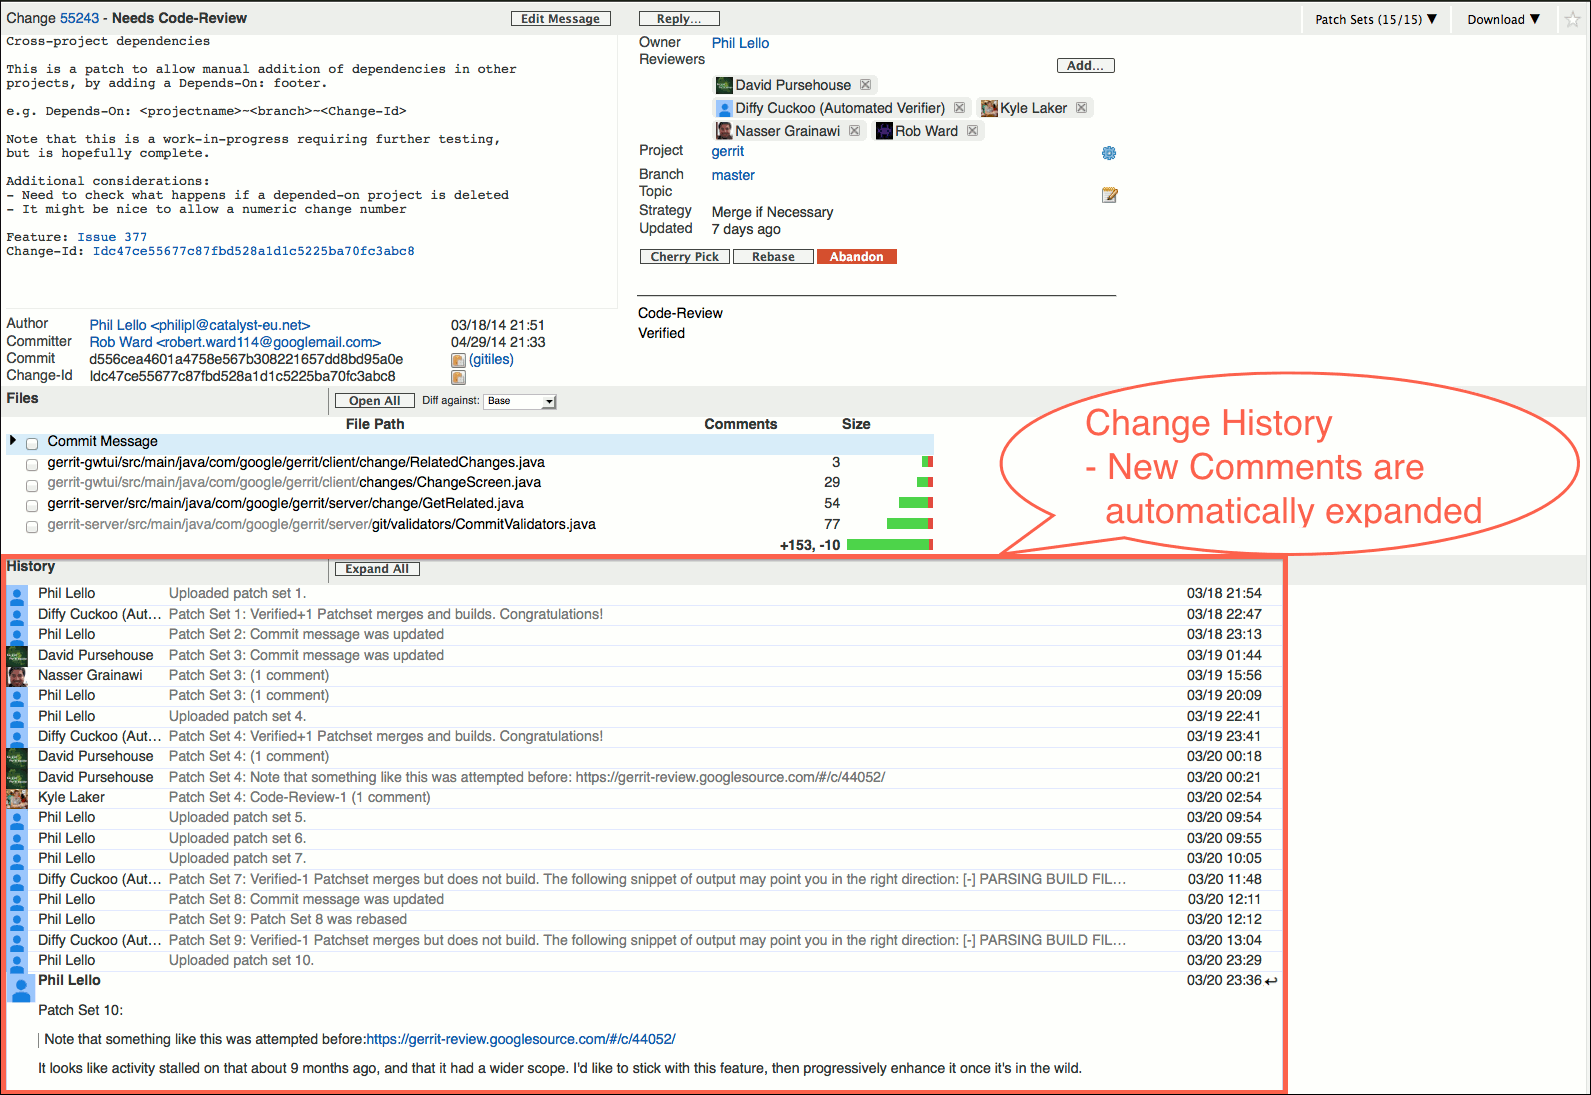 Change 55243 - Needs Code-Review
Edit Message
Reply...
Patch Sets (15/15) ▼
Download ▼
Cross-project dependencies
This is a patch to allow manual addition of dependencies in other
projects, by adding a Depends-On: footer.
e.g. Depends-On: <projectname>~<branch>~<Change-Id>
Note that this is a work-in-progress requiring further testing,
but is hopefully complete.
Additional considerations:
- Need to check what happens if a depended-on project is deleted
- It might be nice to allow a numeric change number
Feature: Issue 377
Change-Id: Idc47ce55677c87fbd528a1d1c5225ba70fc3abc8
Owner Phil Lello
Reviewers
Add...
David Pursehouse
Diffy Cuckoo (Automated Verifier) Kyle Laker
Nasser Grainawi Rob Ward
Project gerrit
Branch master
Topic
Strategy Merge if Necessary
Updated 7 days ago
Cherry Pick Rebase Abandon
Code-Review
Verified
Author Phil Lello <philipl@catalyst-eu.net> 03/18/14 21:51
Committer Rob Ward <robert.ward114@googlemail.com> 04/29/14 21:33
Commit d556cea4601a4758e567b308221657dd8bd95a0e (gitiles)
Change-Id Idc47ce55677c87fbd528a1d1c5225ba70fc3abc8
Files Open All Diff against: Base
File Path Comments Size
Commit Message
gerrit-gwtui/src/main/java/com/google/gerrit/client/change/RelatedChanges.java 3
gerrit-gwtui/src/main/java/com/google/gerrit/client/changes/ChangeScreen.java 29
gerrit-server/src/main/java/com/google/gerrit/server/change/GetRelated.java 54
gerrit-server/src/main/java/com/google/gerrit/server/git/validators/CommitValidators.java 77
+153, -10
Change History
- New Comments are
automatically expanded
History Expand All
Phil Lello Uploaded patch set 1. 03/18 21:54
Diffy Cuckoo (Aut... Patch Set 1: Verified+1 Patchset merges and builds. Congratulations! 03/18 22:47
Phil Lello Patch Set 2: Commit message was updated 03/18 23:13
David Pursehouse Patch Set 3: Commit message was updated 03/19 01:44
Nasser Grainawi Patch Set 3: (1 comment) 03/19 15:56
Phil Lello Patch Set 3: (1 comment) 03/19 20:09
Phil Lello Uploaded patch set 4. 03/19 22:41
Diffy Cuckoo (Aut... Patch Set 4: Verified+1 Patchset merges and builds. Congratulations! 03/19 23:41
David Pursehouse Patch Set 4: (1 comment) 03/20 00:18
David Pursehouse Patch Set 4: Note that something like this was attempted before: https://gerrit-review.googlesource.com/#/c/44052/ 03/20 00:21
Kyle Laker Patch Set 4: Code-Review-1 (1 comment) 03/20 02:54
Phil Lello Uploaded patch set 5. 03/20 09:54
Phil Lello Uploaded patch set 6. 03/20 09:55
Phil Lello Uploaded patch set 7. 03/20 10:05
Diffy Cuckoo (Aut... Patch Set 7: Verified-1 Patchset merges but does not build. The following snippet of output may point you in the right direction: [-] PARSING BUILD FIL... 03/20 11:48
Phil Lello Patch Set 8: Commit message was updated 03/20 12:11
Phil Lello Patch Set 9: Patch Set 8 was rebased 03/20 12:12
Diffy Cuckoo (Aut... Patch Set 9: Verified-1 Patchset merges but does not build. The following snippet of output may point you in the right direction: [-] PARSING BUILD FIL... 03/20 13:04
Phil Lello Uploaded patch set 10. 03/20 23:29
Phil Lello 03/20 23:36
Patch Set 10:
Note that something like this was attempted before:https://gerrit-review.googlesource.com/#/c/44052/
It looks like activity stalled on that about 9 months ago, and that it had a wider scope. I'd like to stick with this feature, then progressively enhance it once it's in the wild.